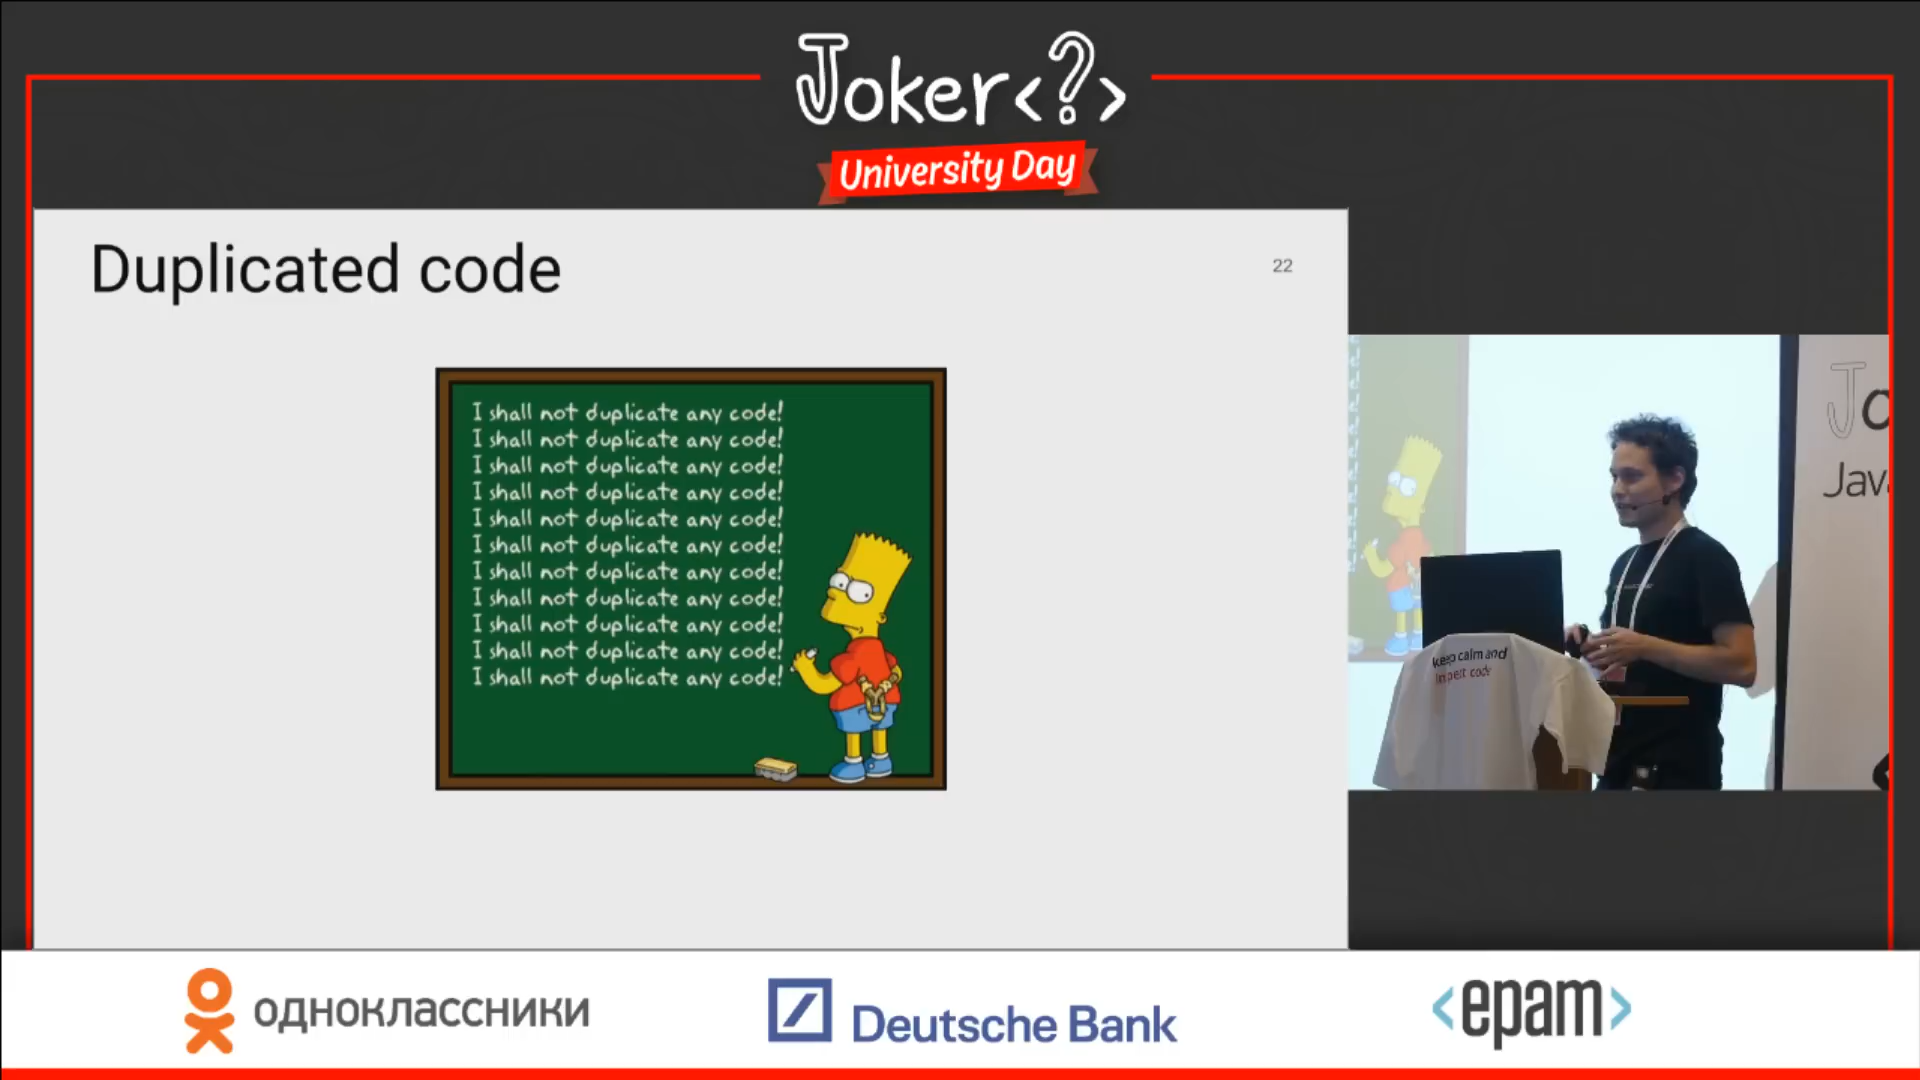 Joker<?>
University Day
Duplicated code
22
I shall not duplicate any code!
I shall not duplicate any code!
I shall not duplicate any code!
I shall not duplicate any code!
I shall not duplicate any code!
I shall not duplicate any code!
I shall not duplicate any code!
I shall not duplicate any code!
I shall not duplicate any code!
I shall not duplicate any code!
I shall not duplicate any code!
Jo
Jav
keep calm and
одноклассники
Deutsche Bank
<epam>